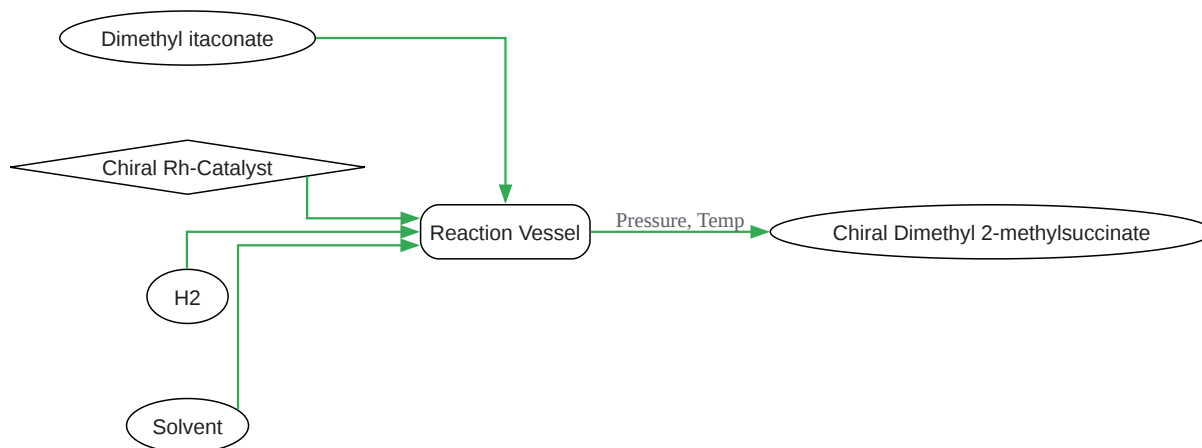 Dimethyl itaconate
Chiral Rh-Catalyst
Pressure, Temp
Reaction Vessel
Chiral Dimethyl 2-methylsuccinate
H2
Solvent